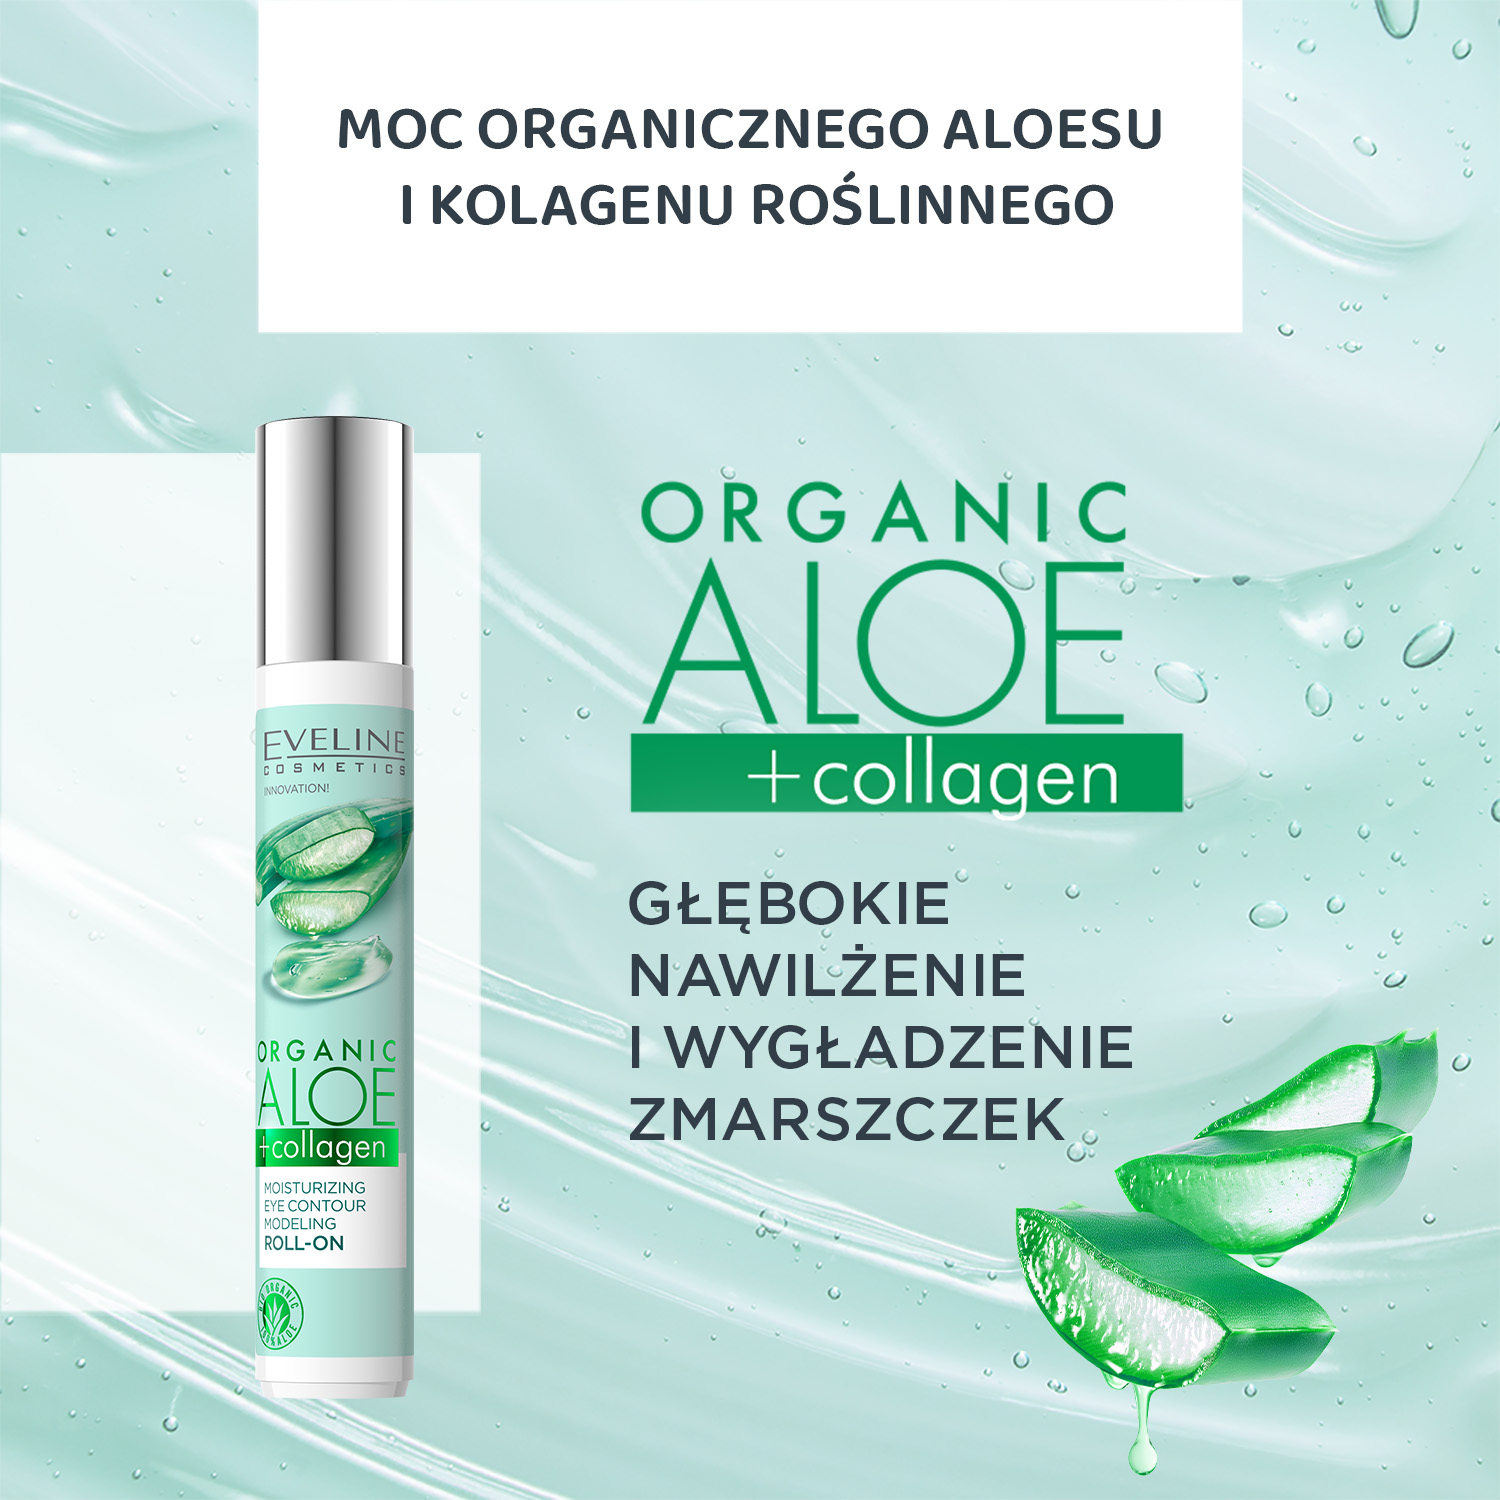 MOC ORGANICZNEGO ALOESU
I KOLAGENU ROŚLINNEGO
ORGANIC
ALOE
+collagen
GŁĘBOKIE
NAWILŻENIE
I WYGŁADZENIE
ZMARSZCZEK
EVELINE
COSMETICS
INNOVATION!
ORGANIC
ALOE
+collagen
MOISTURIZING
EYE CONTOUR
MODELING
ROLL-ON
ORGANIC